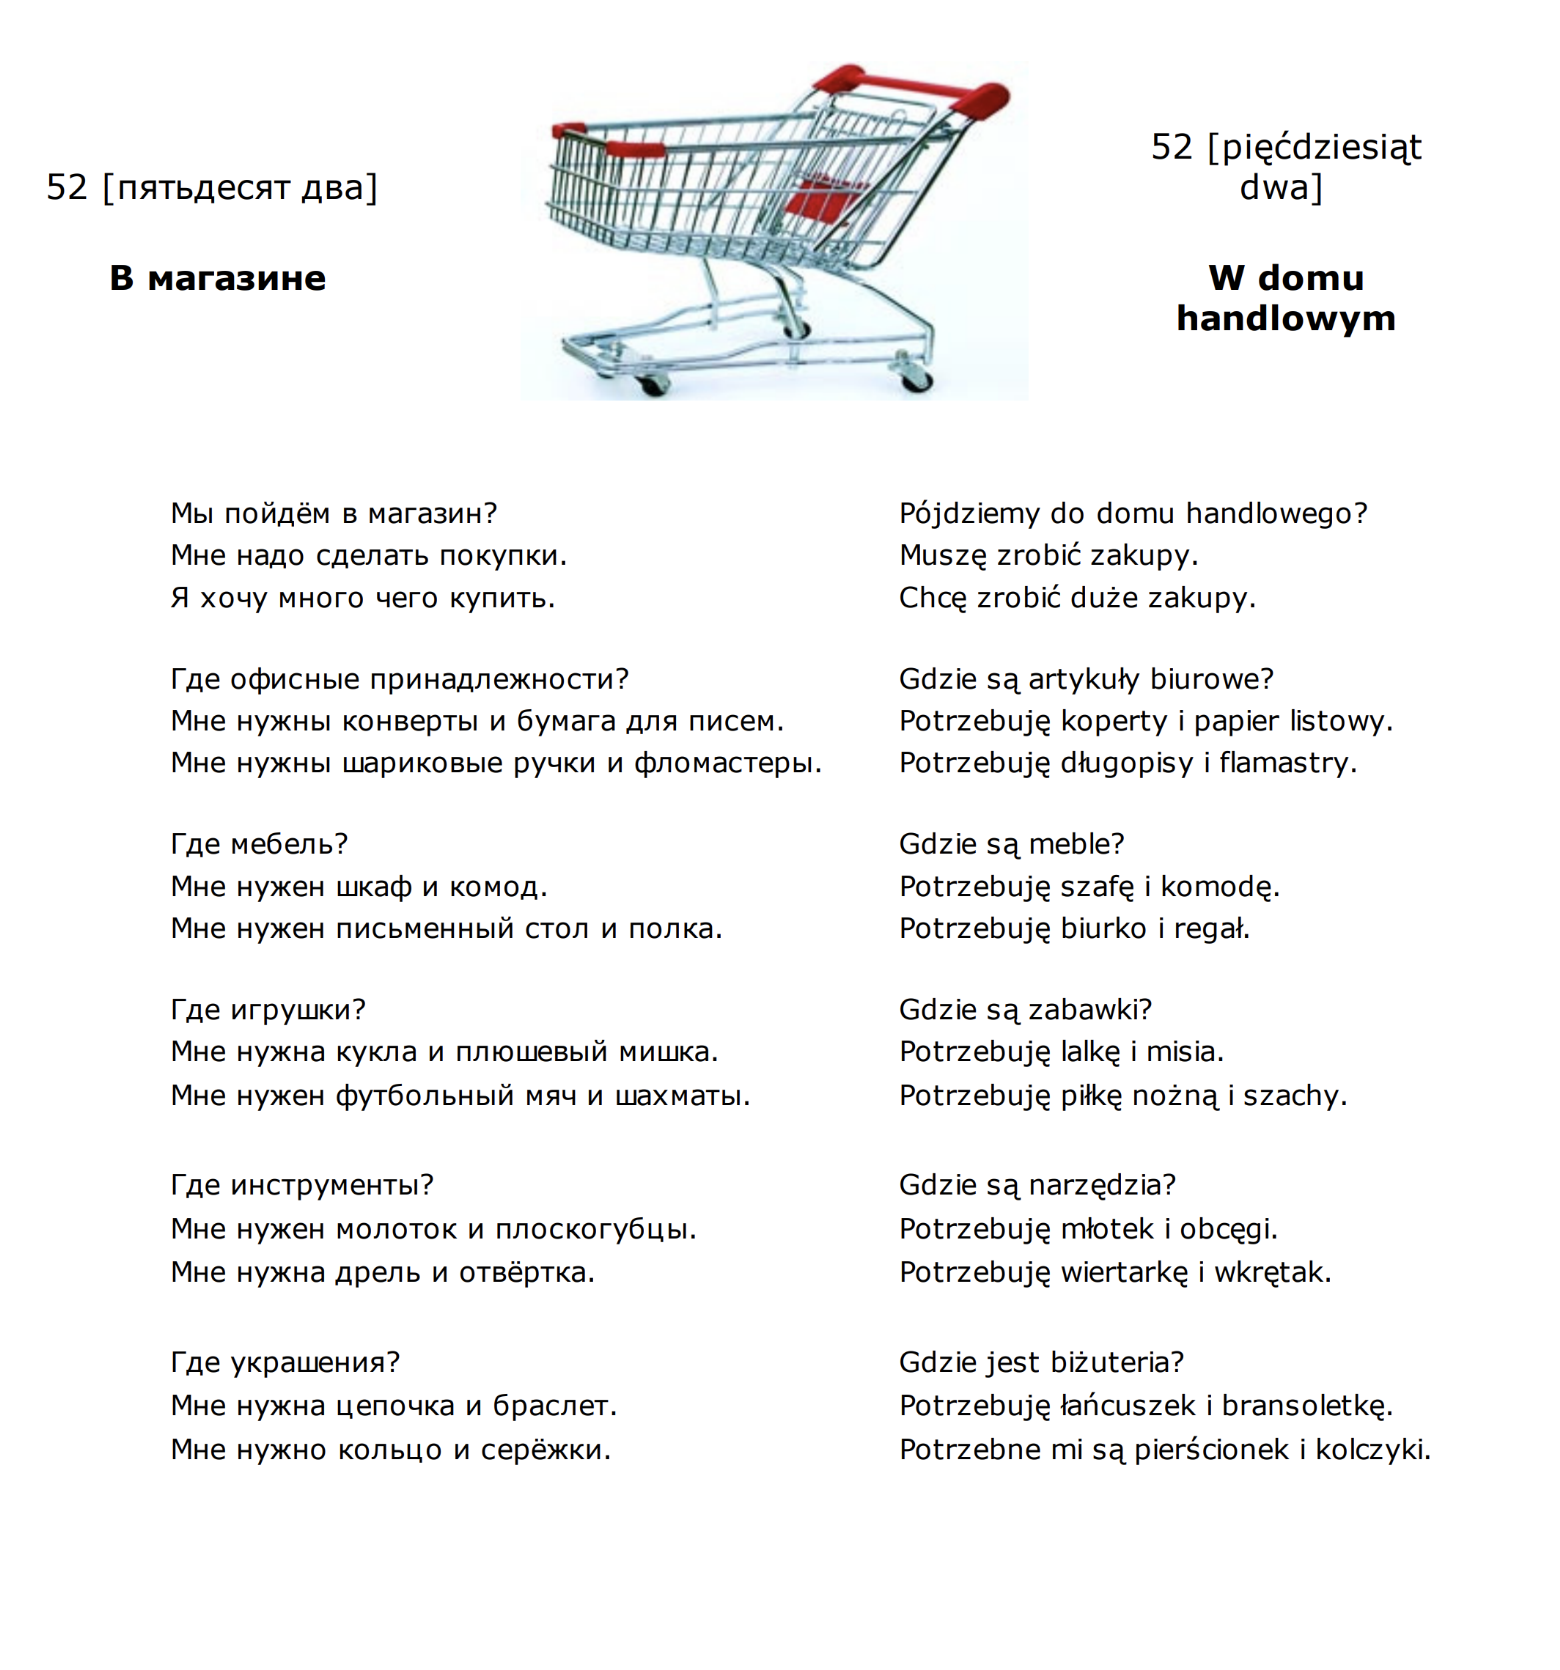 52 [пятьдесят два]
В магазине
52 [pięćdziesiąt
dwa]
W domu
handlowym
Мы пойдём в магазин?
Мне надо сделать покупки.
Я хочу много чего купить.
Где офисные принадлежности?
Мне нужны конверты и бумага для писем.
Мне нужны шариковые ручки и фломастеры.
Где мебель?
Мне нужен шкаф и комод.
Мне нужен письменный стол и полка.
Где игрушки?
Мне нужна кукла и плюшевый мишка.
Мне нужен футбольный мяч и шахматы.
Где инструменты?
Мне нужен молоток и плоскогубцы.
Мне нужна дрель и отвёртка.
Где украшения?
Мне нужна цепочка и браслет.
Мне нужно кольцо и серёжки.
Pójdziemy do domu handlowego?
Muszę zrobić zakupy.
Chcę zrobić duże zakupy.
Gdzie są artykuły biurowe?
Potrzebuję koperty i papier listowy.
Potrzebuję długopisy i flamastry.
Gdzie są meble?
Potrzebuję szafę i komodę.
Potrzebuję biurko i regał.
Gdzie są zabawki?
Potrzebuję lalkę i misia.
Potrzebuję piłkę nożną i szachy.
Gdzie są narzędzia?
Potrzebuję młotek i obcęgi.
Potrzebuję wiertarkę i wkrętak.
Gdzie jest biżuteria?
Potrzebuję łańcuszek i bransoletkę.
Potrzebne mi są pierścionek i kolczyki.